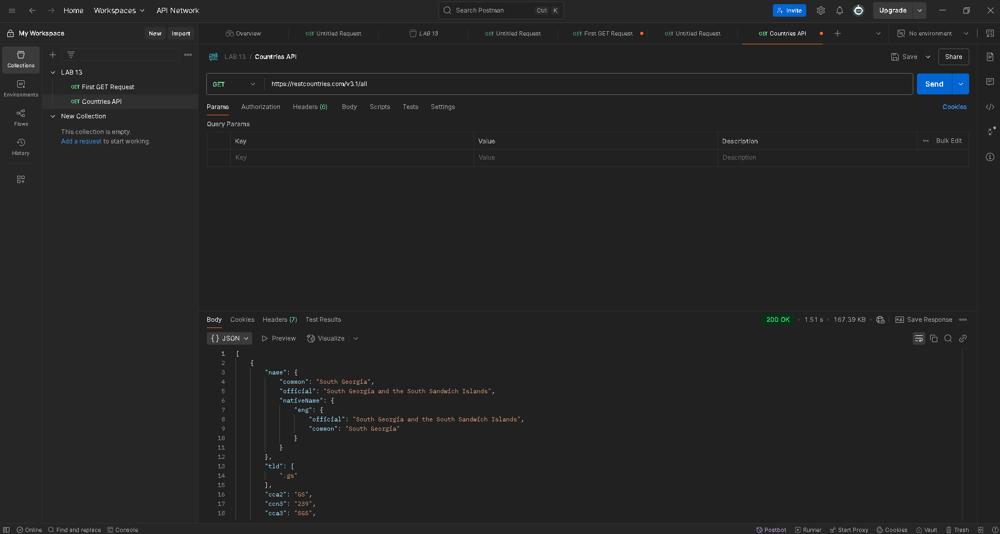 Home Workspaces API Network Search Postman Ctrl K Invite Upgrade
My Workspace New Import Overview GET Untitled Request LAB 13 GET Untitled Request GET First GET Request GET Untitled Request GET Countries API No environment
Collections
Environments
Flows
History
LAB 13
GET First GET Request
GET Countries API
New Collection
This collection is empty.
Add a request to start working.
HTTP LAB 13 / Countries API Save Share
GET https://restcountries.com/v3.1/all Send
Params Authorization Headers (6) Body Scripts Tests Settings Cookies
Query Params
Key Value Description Bulk Edit
Key Value Description
Body Cookies Headers (7) Test Results 200 OK 1.51 s 167.39 KB Save Response
{} JSON Preview Visualize
1 [
2 {
3 "name": {
4 "common": "South Georgia",
5 "official": "South Georgia and the South Sandwich Islands",
6 "nativeName": {
7 "eng": {
8 "official": "South Georgia and the South Sandwich Islands",
9 "common": "South Georgia"
10 }
11 }
12 },
13 "tld": [
14 ".gs"
15 ],
16 "cca2": "GS",
17 "ccn3": "239",
18 "cca3": "SGS",
Online Find and replace Console Postbot Runner Start Proxy Cookies Vault Trash